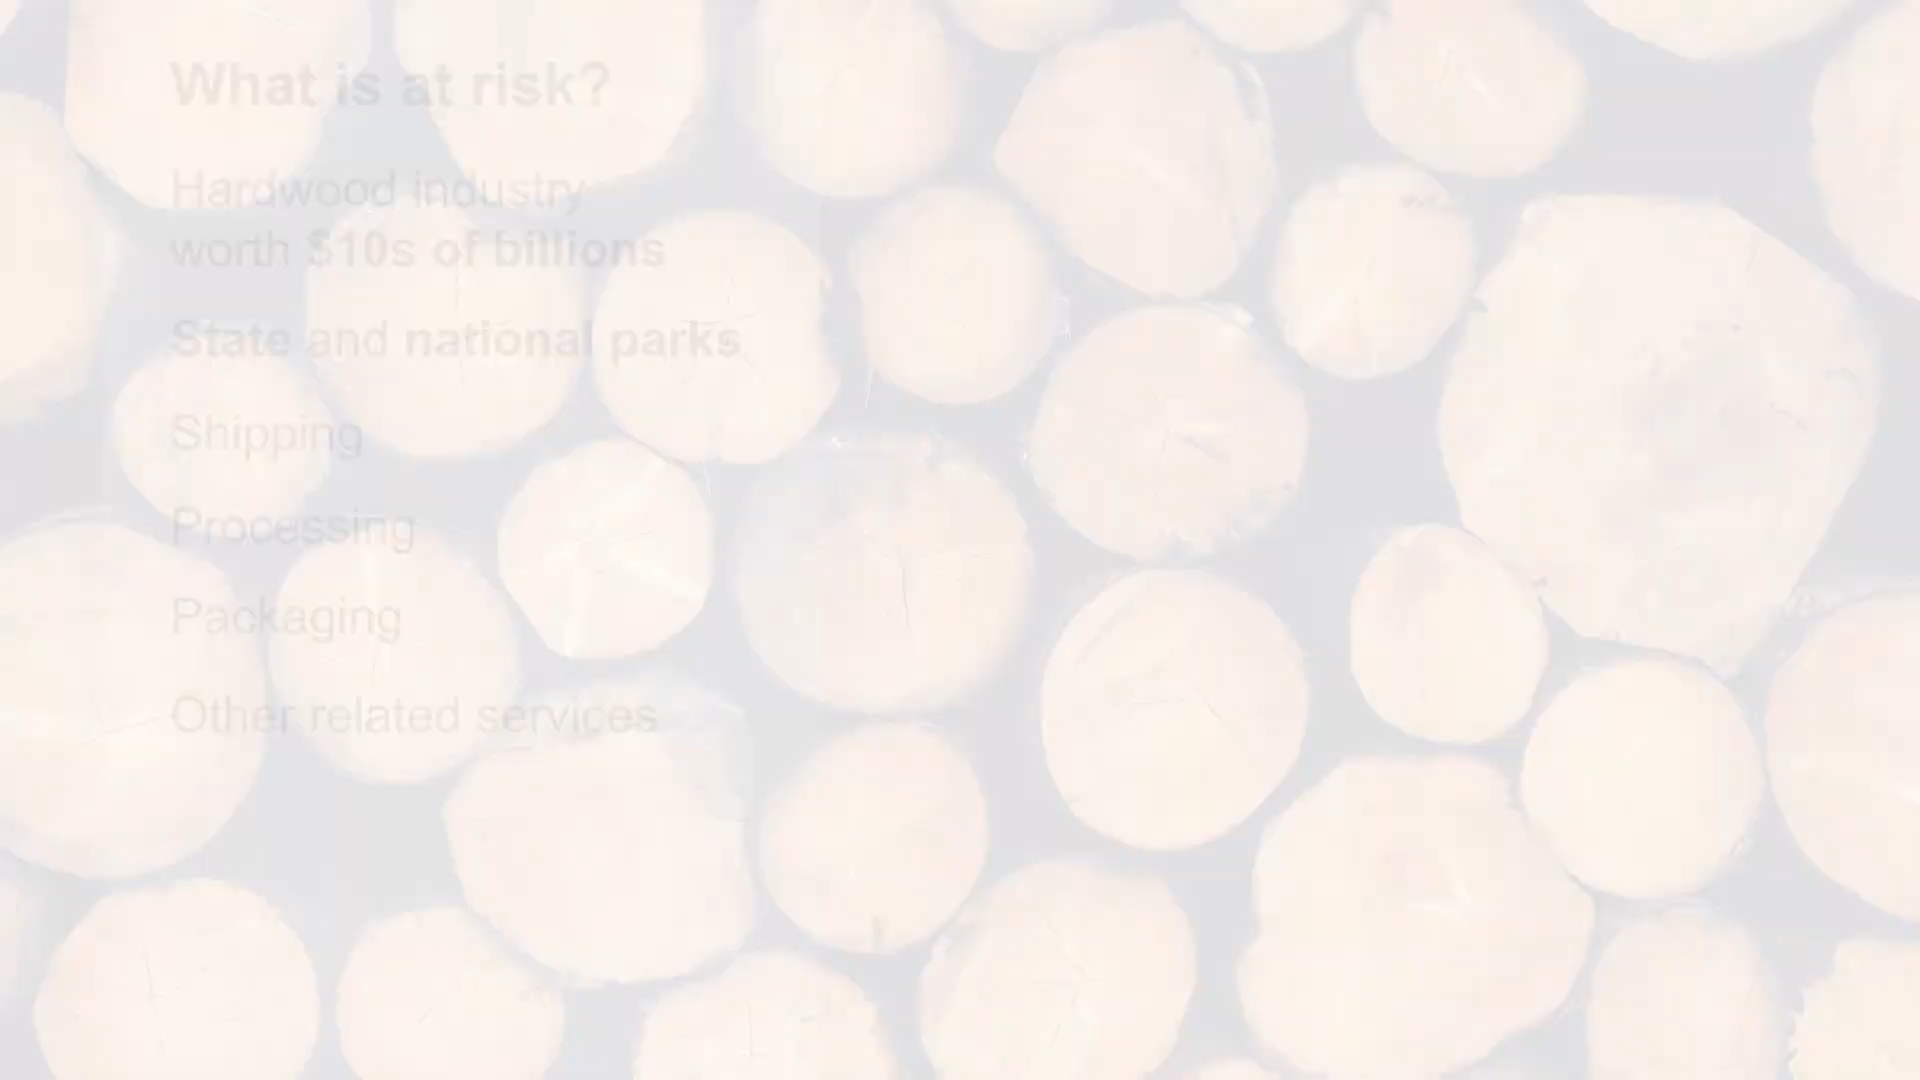 What is at risk?
Hardwood industry
worth $10s of billions
State and national parks
Shipping
Processing
Packaging
Other related services